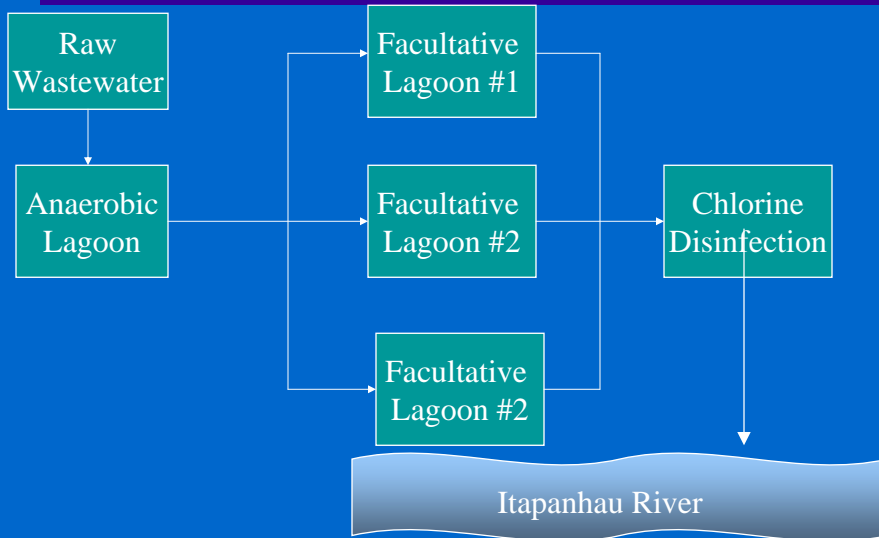 Raw
Wastewater
Facultative
Lagoon #1
Anaerobic
Lagoon
Facultative
Lagoon #2
Chlorine
Disinfection
Facultative
Lagoon #2
Itapanhau River